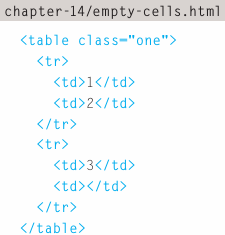 chapter-14/empty-cells.html
<table class="one">
<tr>
<td>1</td>
<td>2</td>
</tr>
<tr>
<td>3</td>
<td></td>
</tr>
</table>